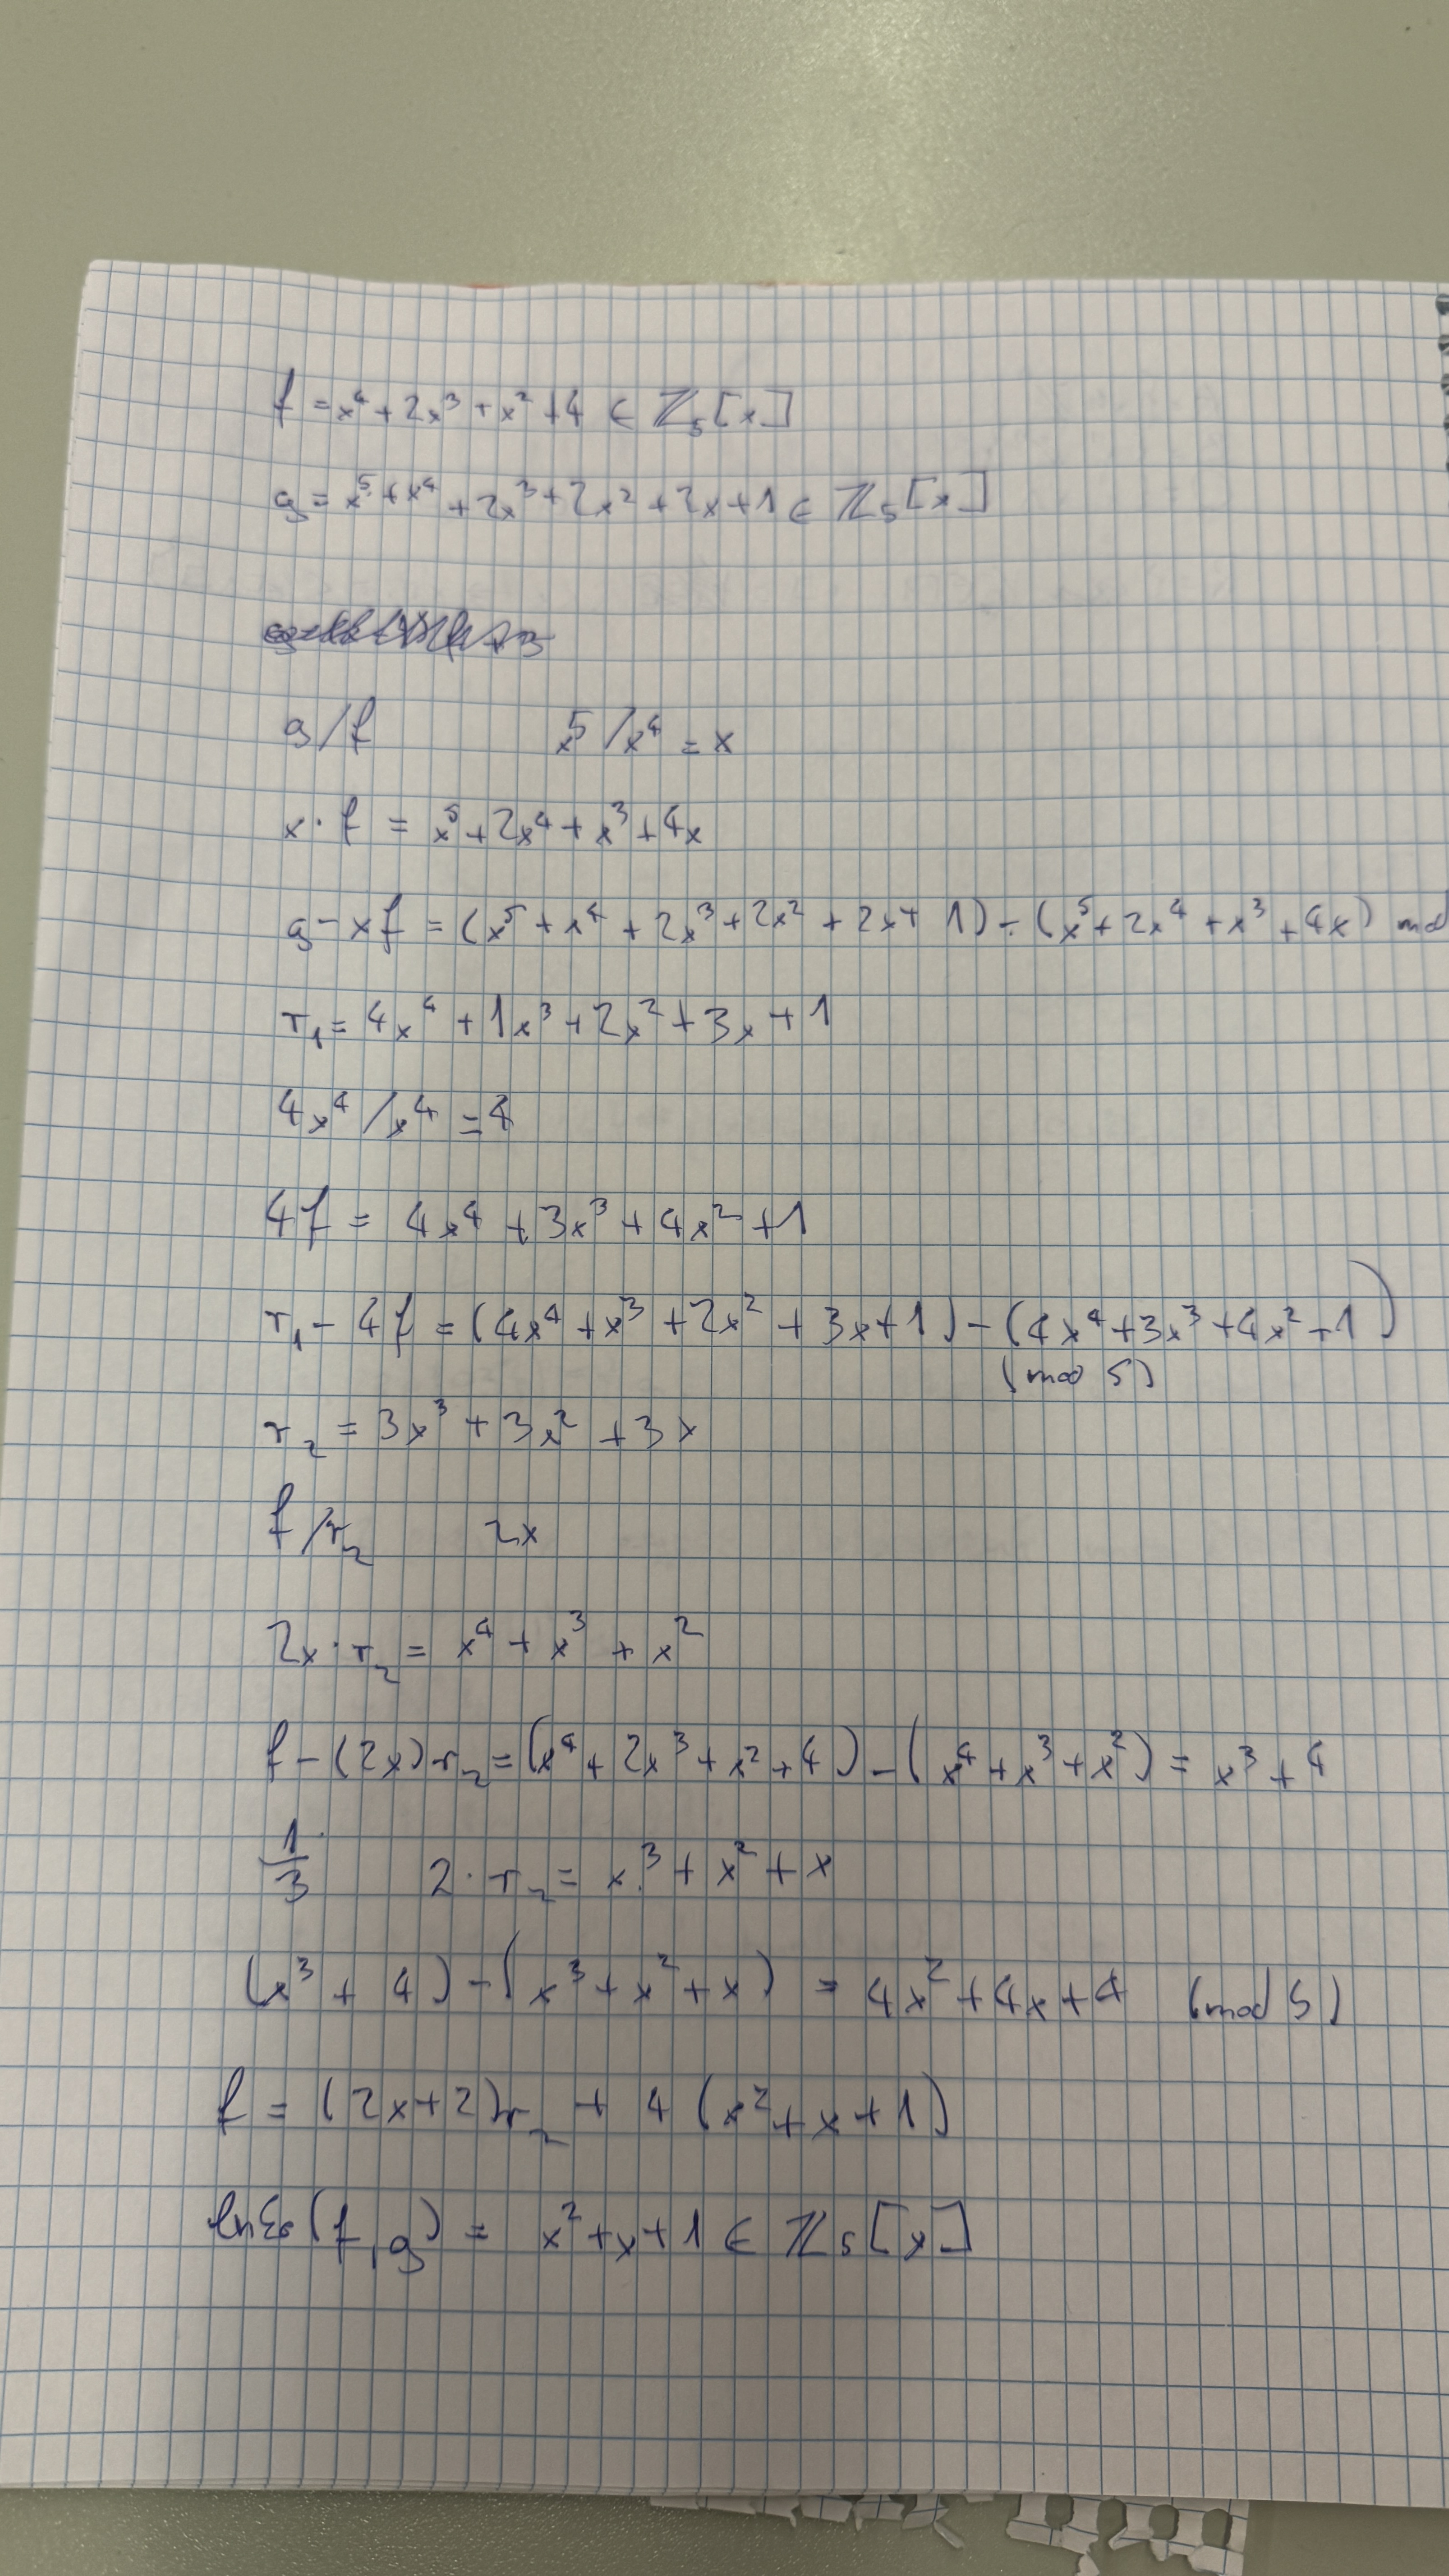 f = x⁴ + 2x³ + x² + 4 ∈ ℤ₅[x]
g = x⁵ + x⁴ + 2x³ + 2x² + 2x + 1 ∈ ℤ₅[x]
g/f x⁵/x⁴ = x
x · f = x⁵ + 2x⁴ + x³ + 4x
g - xf = (x⁵ + x⁴ + 2x³ + 2x² + 2x + 1) - (x⁵ + 2x⁴ + x³ + 4x)
r₁ = 4x⁴ + 1x³ + 2x² + 3x + 1
4x⁴/x⁴ = 4
4f = 4x⁴ + 3x³ + 4x² + 1
r₁ - 4f = (4x⁴ + x³ + 2x² + 3x + 1) - (4x⁴ + 3x³ + 4x² + 1)
(mod 5)
r₂ = 3x³ + 3x² + 3x
f/r₂ 2x
2x · r₂ = x⁴ + x³ + x²
f - (2x)r₂ = (x⁴ + 2x³ + x² + 4) - (x⁴ + x³ + x²) = x³ + 4
1/3 2 · r₂ = x³ + x² + x
(x³ + 4) - (x³ + x² + x) = 4x² + 4x + 4 (mod 5)
f = (2x+2)r₂ + 4(x² + x + 1)
(f, g) = x² + x + 1 ∈ ℤ₅[x]